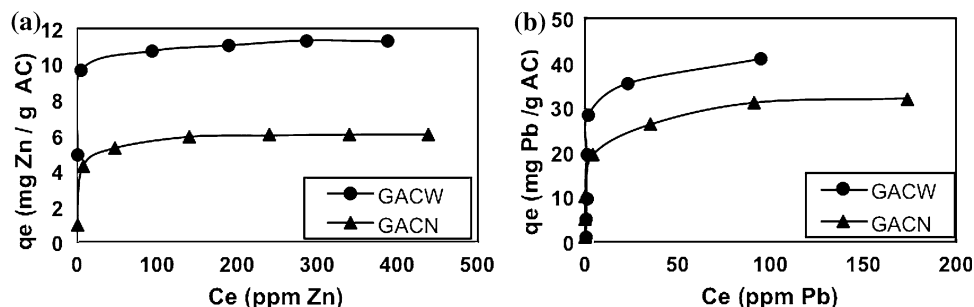 (a)
12
10
8
6
4
2
0
qe (mg Zn / g AC)
GACW
GACN
0 100 200 300 400 500
Ce (ppm Zn)
(b)
50
40
30
20
10
0
qe (mg Pb /g AC)
GACW
GACN
0 50 100 150 200
Ce (ppm Pb)